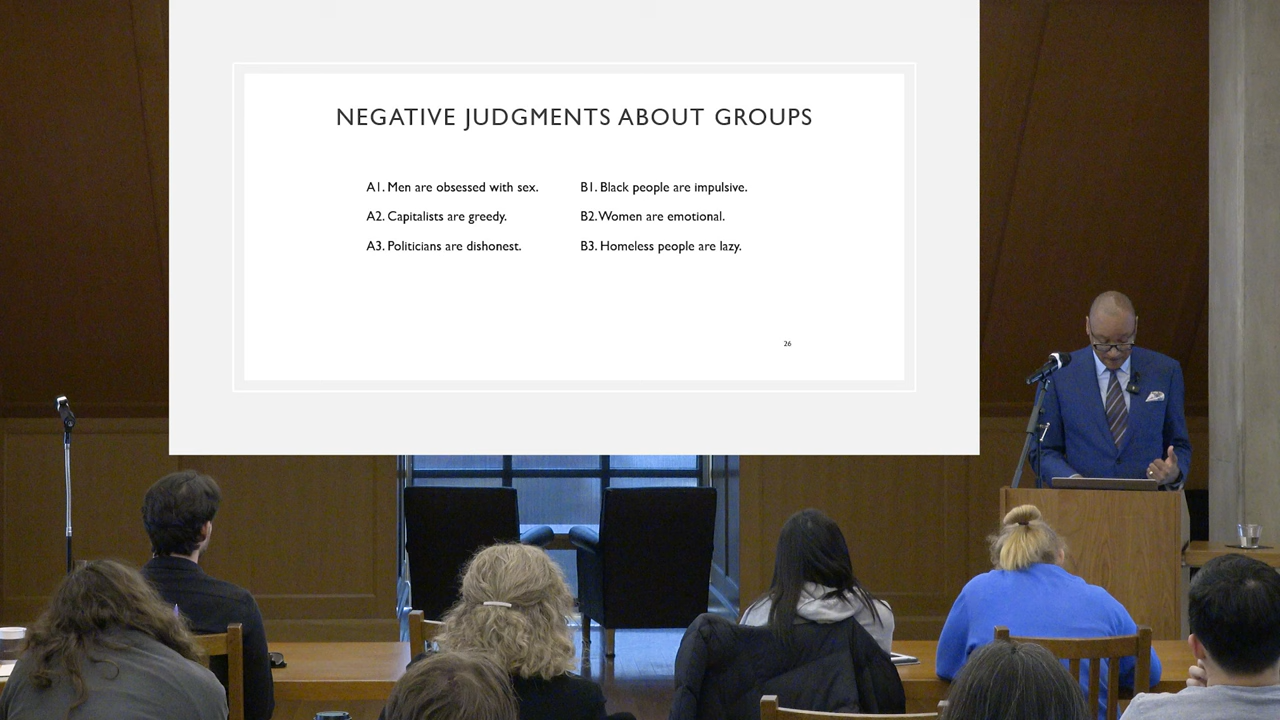 NEGATIVE JUDGMENTS ABOUT GROUPS
A1. Men are obsessed with sex.
A2. Capitalists are greedy.
A3. Politicians are dishonest.
B1. Black people are impulsive.
B2. Women are emotional.
B3. Homeless people are lazy.
26